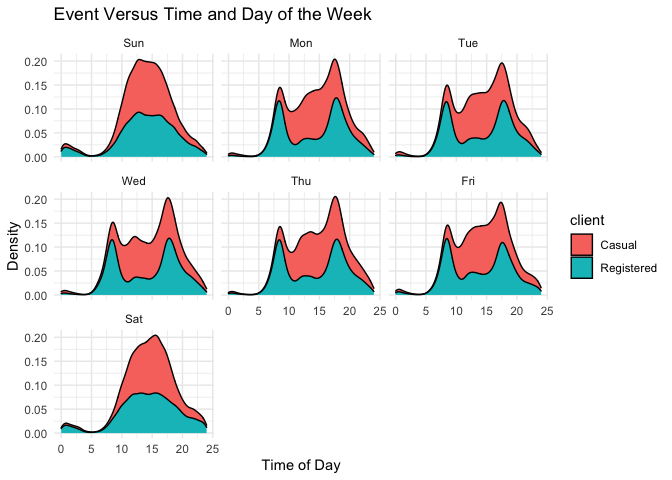 Event Versus Time and Day of the Week
Sun Mon Tue
0.20
0.15
0.10
0.05
0.00
Wed Thu Fri
0.20
0.15
0.10
0.05
0.00
0 5 10 15 20 25 0 5 10 15 20 25
Sat
0.20
0.15
0.10
0.05
0.00
0 5 10 15 20 25
Density
Time of Day
client
Casual
Registered